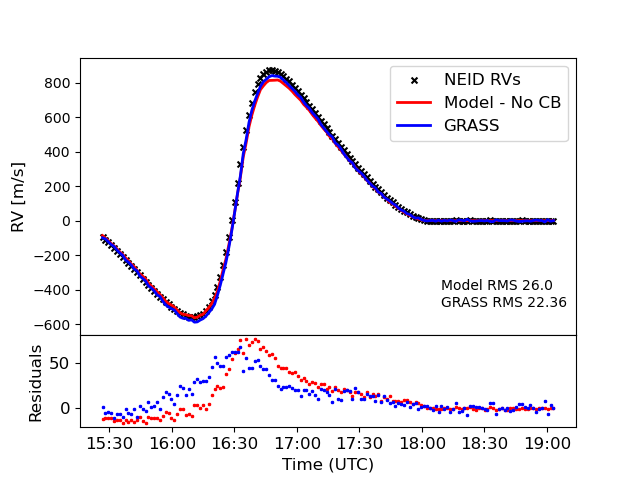 NEID RVs
Model - No CB
GRASS
800
600
400
200
0
−200
−400
−600
RV [m/s]
Model RMS 26.0
GRASS RMS 22.36
50
0
Residuals
15:30 16:00 16:30 17:00 17:30 18:00 18:30 19:00
Time (UTC)